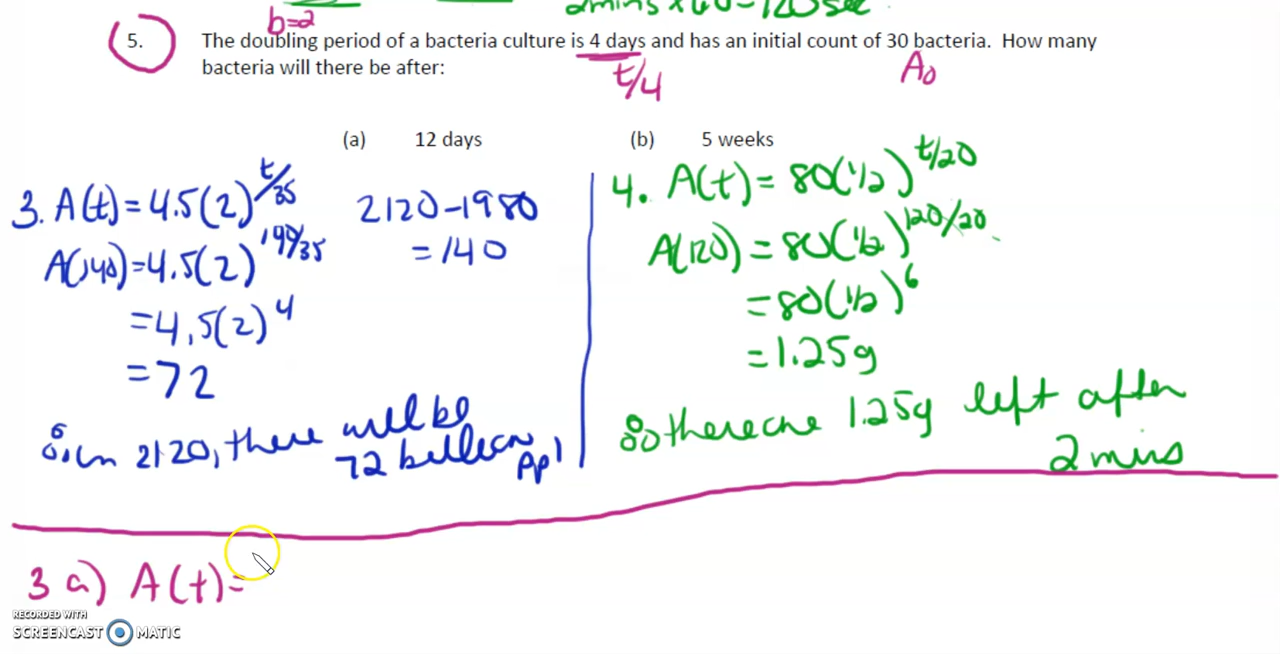 2mins x 60 = 120 sec.
b=2
5. The doubling period of a bacteria culture is 4 days and has an initial count of 30 bacteria. How many
bacteria will there be after:
t/4
A0
(a) 12 days (b) 5 weeks
3. A(t) = 4.5(2)^t/35
2120-1980
A(140) = 4.5(2)^140/35
= 140
= 4.5(2)^4
= 72
in 2120, there will be
72 billion ppl
4. A(t) = 80(1/2)^t/20
A(120) = 80(1/2)^120/20
= 80(1/2)^6
= 1.25g
there are 1.25g left after
2 mins
3 a) A(t)=
RECORDED WITH
SCREENCAST MATIC